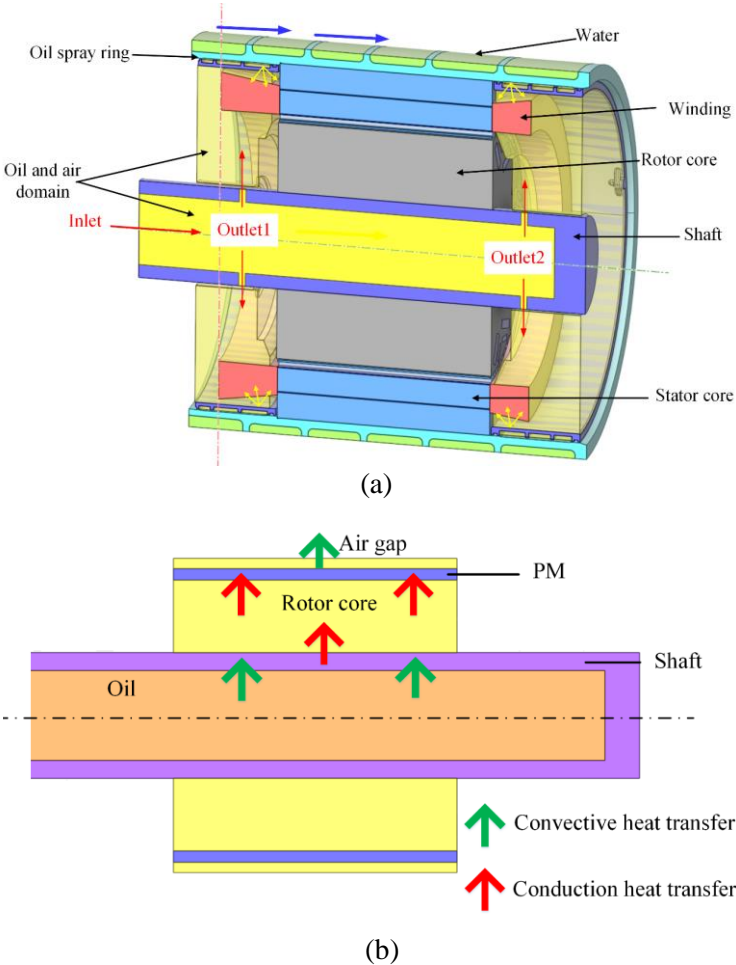 Water
Oil spray ring
Winding
Rotor core
Oil and air
domain
Inlet
Outlet1
Outlet2
Shaft
Stator core
(a)
Air gap
PM
Rotor core
Shaft
Oil
Convective heat transfer
Conduction heat transfer
(b)